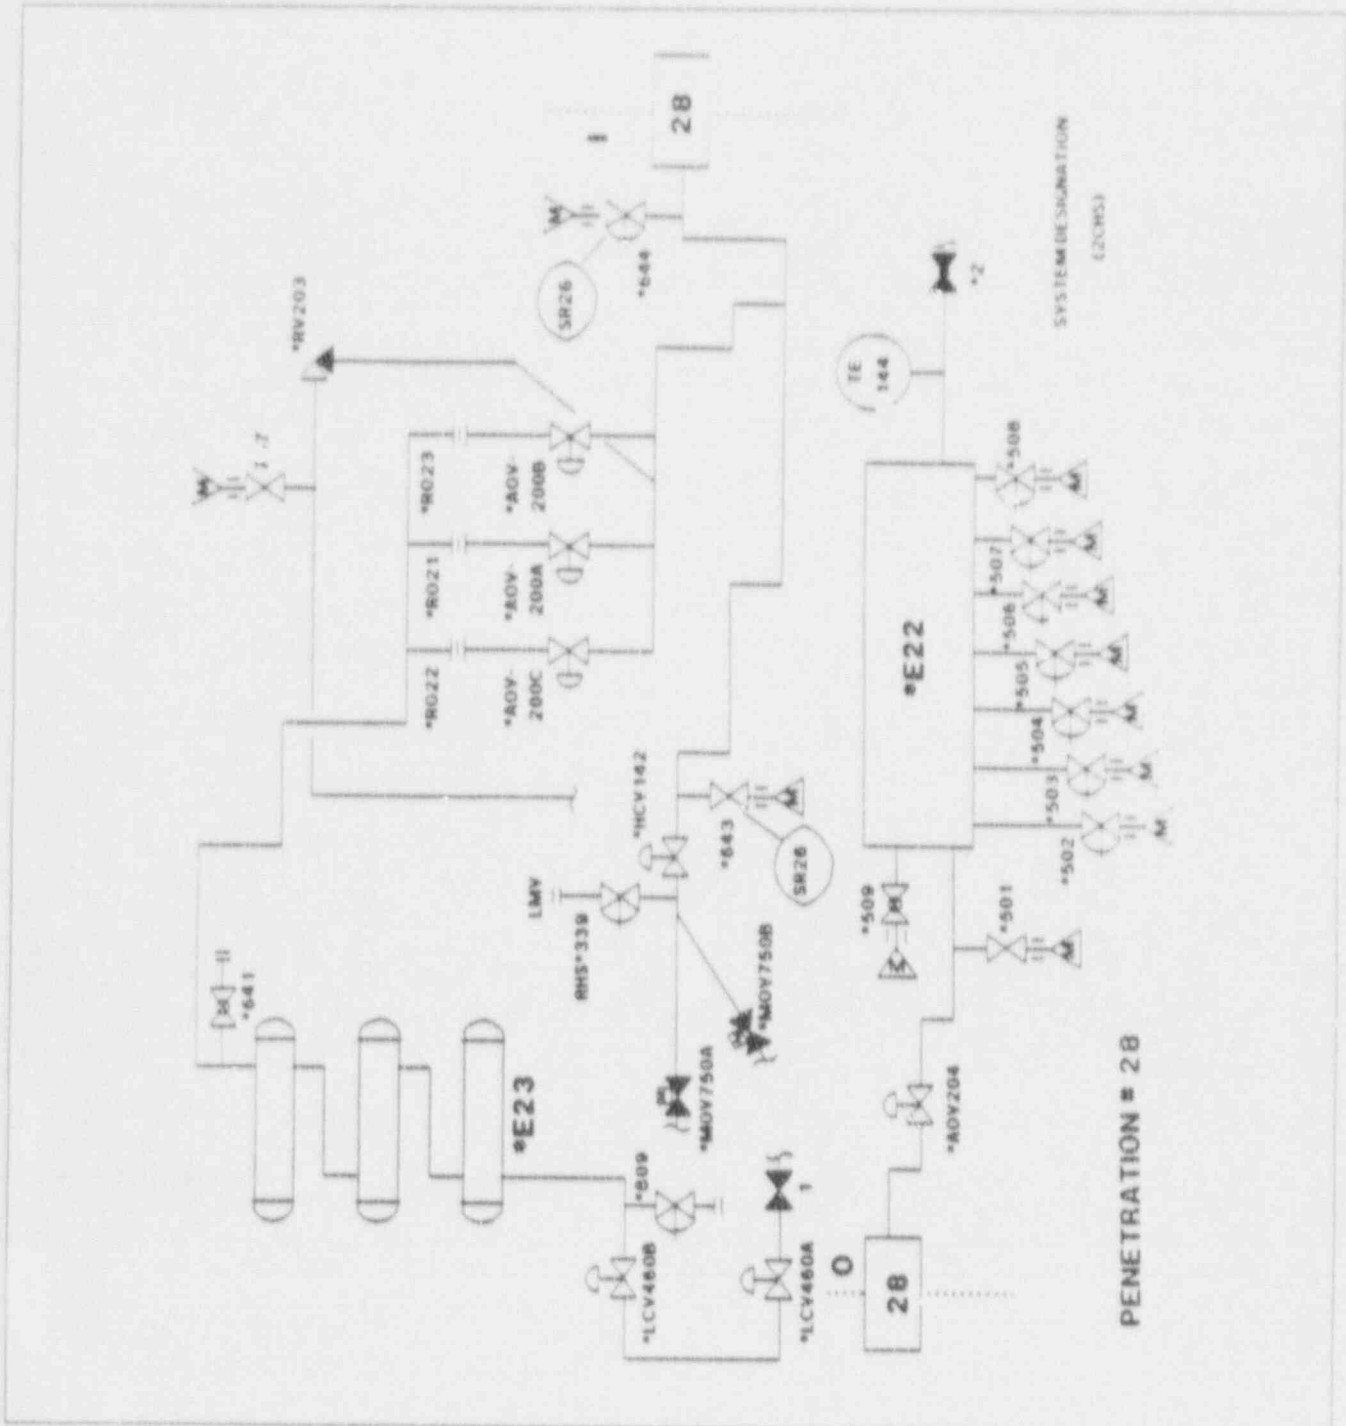 28
I
M
*644
SR26
*RV203
M
*RO23
*RO21
*RO22
*AOV-
200B
*AOV-
200A
*AOV-
200C
*HCV142
*643
M
SR26
LMV
RHS*339
*MOV750B
*MOV750A
*641
*E23
*809
*LCV460B
*LCV460A
1
O
28
*AOV204
*501
M
*509
C
*E22
*502
M
*503
M
*504
M
*505
M
*506
M
*507
M
*508
M
TE
144
*2
SYSTEM DESIGNATION
(2CHS)
PENETRATION # 28